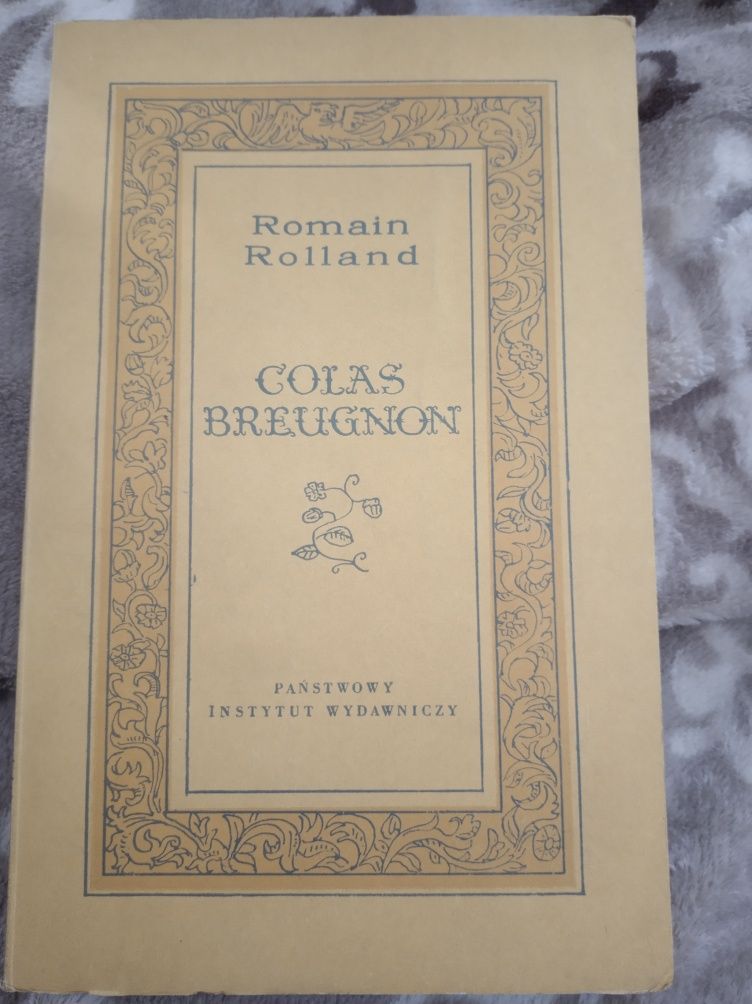 Romain
Rolland
COLAS
BREUGNON
PAŃSTWOWY
INSTYTUT WYDAWNICZY